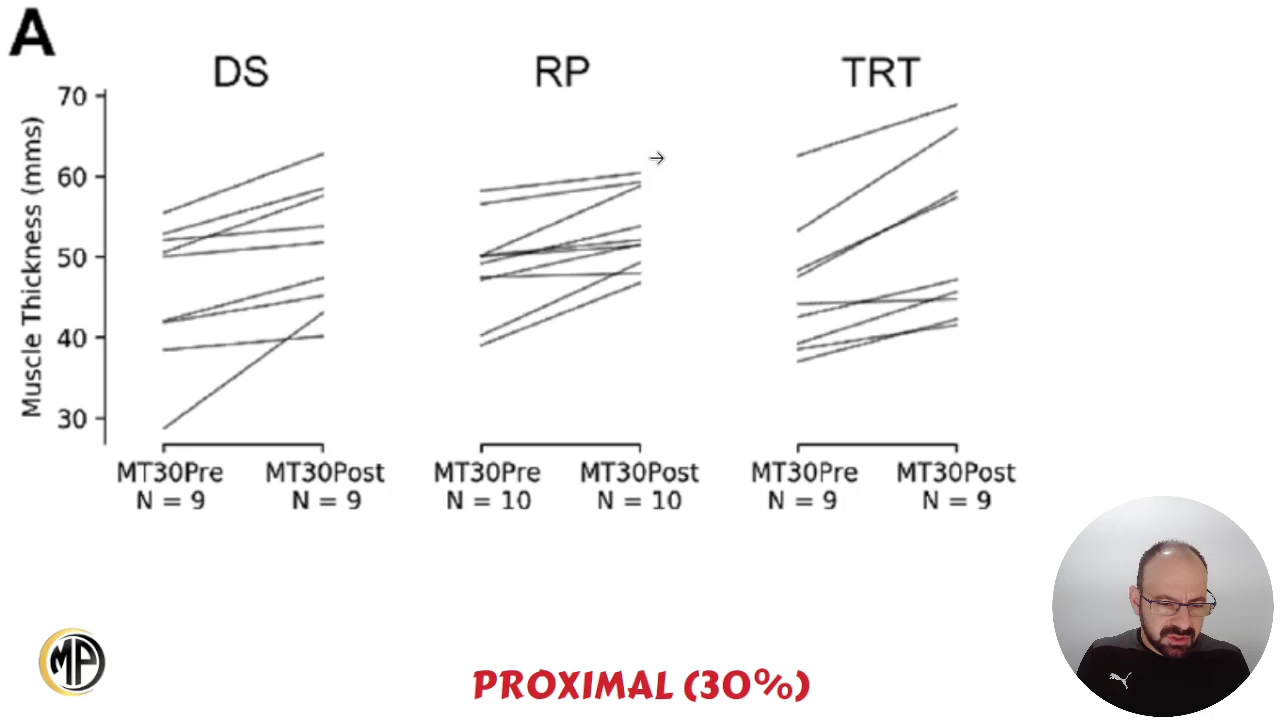 A
DS
RP
TRT
Muscle Thickness (mms)
70
60
50
40
30
MT30Pre
N = 9
MT30Post
N = 9
MT30Pre
N = 10
MT30Post
N = 10
MT30Pre
N = 9
MT30Post
N = 9
MP
PROXIMAL (30%)